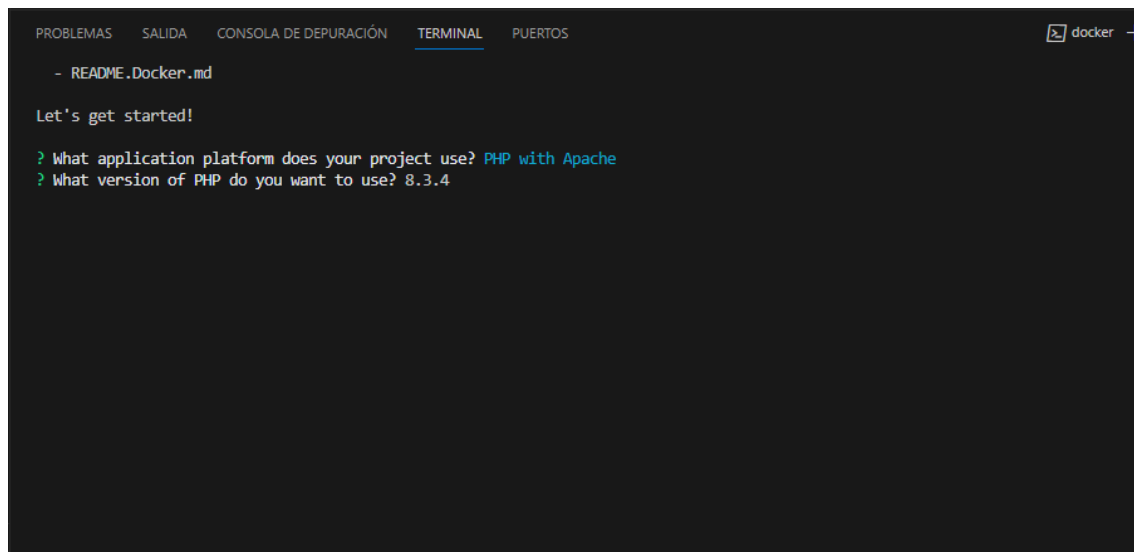 PROBLEMAS SALIDA CONSOLA DE DEPURACIÓN TERMINAL PUERTOS docker
- README.Docker.md
Let's get started!
? What application platform does your project use? PHP with Apache
? What version of PHP do you want to use? 8.3.4